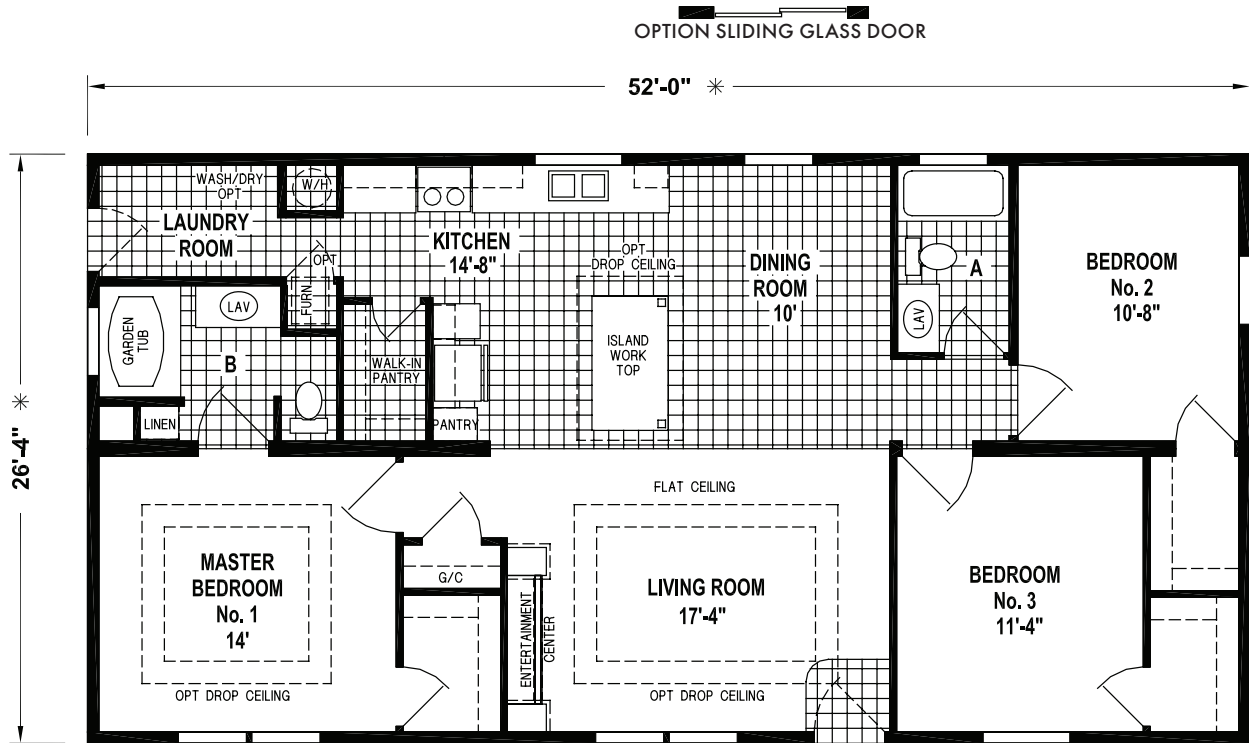 OPTION SLIDING GLASS DOOR
52'-0" ✳
26'-4" ✳
WASH/DRY
OPT
W/H
LAUNDRY
ROOM
OPT
FURN
KITCHEN
14'-8"
OPT
DROP CEILING
DINING
ROOM
10'
A
LAV
BEDROOM
No. 2
10'-8"
GARDEN
TUB
LAV
B
LINEN
WALK-IN
PANTRY
PANTRY
ISLAND
WORK
TOP
FLAT CEILING
MASTER
BEDROOM
No. 1
14'
OPT DROP CEILING
G/C
ENTERTAINMENT
CENTER
LIVING ROOM
17'-4"
OPT DROP CEILING
BEDROOM
No. 3
11'-4"